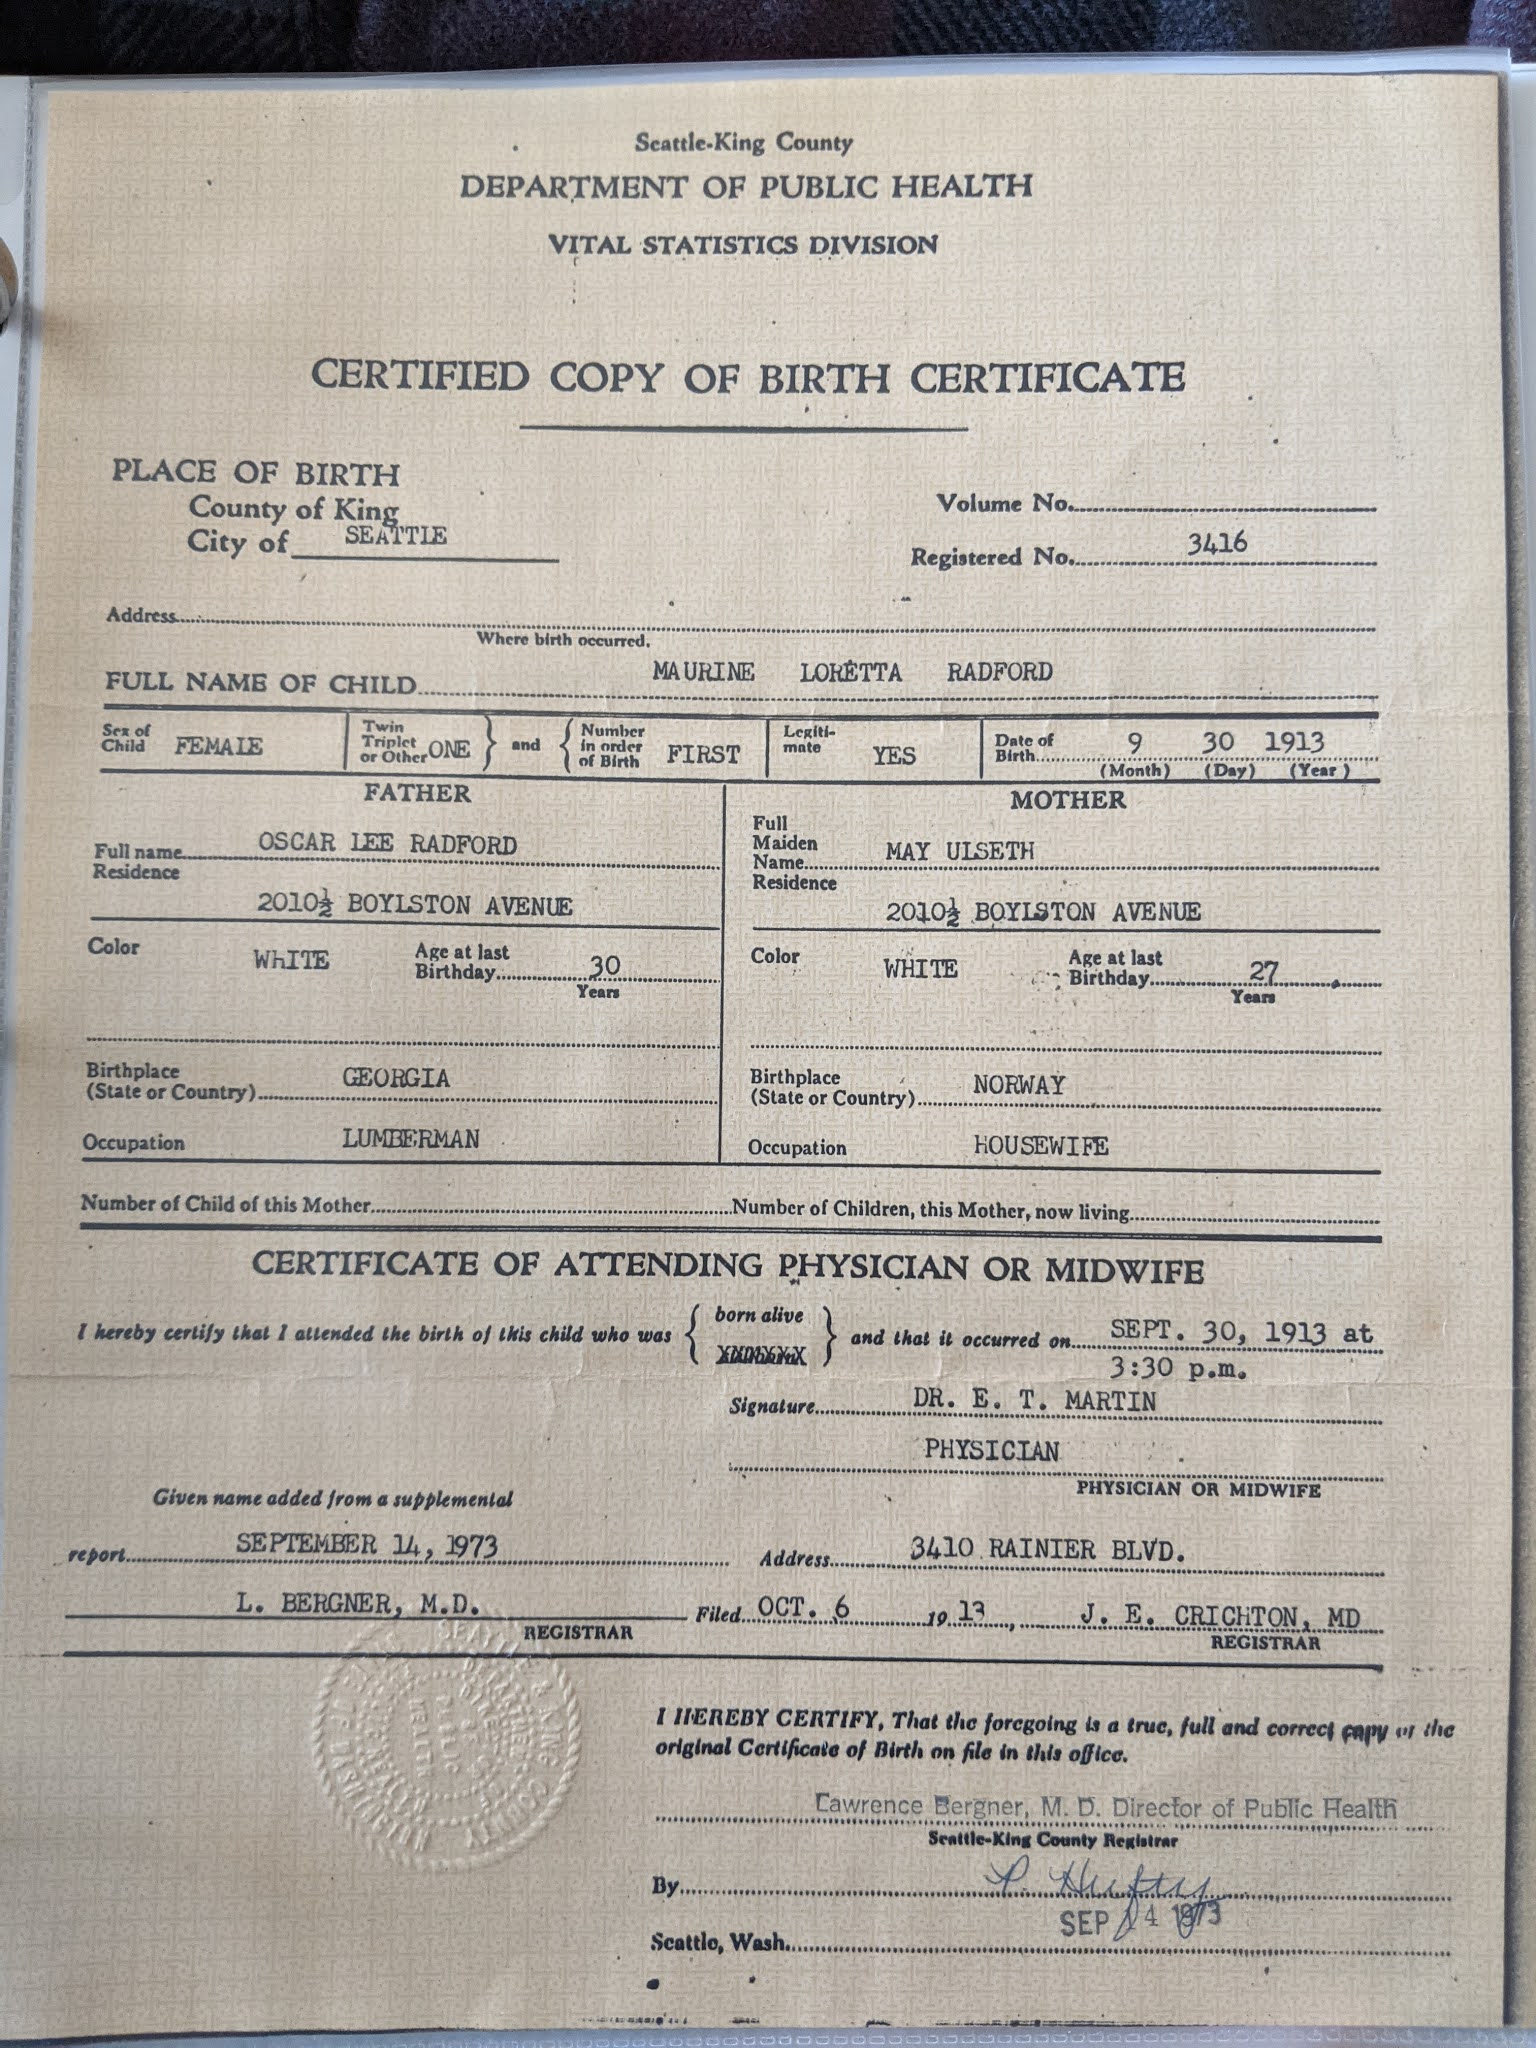 Seattle-King County
DEPARTMENT OF PUBLIC HEALTH
VITAL STATISTICS DIVISION
CERTIFIED COPY OF BIRTH CERTIFICATE
PLACE OF BIRTH
County of King
City of SEATTLE
Volume No.
Registered No. 3416
Address
Where birth occurred.
FULL NAME OF CHILD MAURINE LORETTA RADFORD
Sex of Child FEMALE
Twin Triplet or Other ONE and Number in order of Birth FIRST
Legiti-mate YES
Date of Birth 9 30 1913
(Month) (Day) (Year)
FATHER
Full name OSCAR LEE RADFORD
Residence
2010½ BOYLSTON AVENUE
Color WHITE Age at last Birthday 30
Years
Birthplace (State or Country) GEORGIA
Occupation LUMBERMAN
MOTHER
Full Maiden Name MAY ULSETH
Residence
2010½ BOYLSTON AVENUE
Color WHITE Age at last Birthday 27
Years
Birthplace (State or Country) NORWAY
Occupation HOUSEWIFE
Number of Child of this Mother Number of Children, this Mother, now living
CERTIFICATE OF ATTENDING PHYSICIAN OR MIDWIFE
I hereby certify that I attended the birth of this child who was born alive and that it occurred on SEPT. 30, 1913 at
3:30 p.m.
Signature DR. E. T. MARTIN
PHYSICIAN
PHYSICIAN OR MIDWIFE
Given name added from a supplemental
report SEPTEMBER 14, 1973
Address 3410 RAINIER BLVD.
L. BERGNER, M.D.
REGISTRAR
Filed OCT. 6 1913, J. E. CRICHTON, MD
REGISTRAR
I HEREBY CERTIFY, That the foregoing is a true, full and correct copy of the
original Certificate of Birth on file in this office.
Lawrence Bergner, M. D. Director of Public Health
Seattle-King County Registrar
By P.
SEP 14 1973
Seattle, Wash.